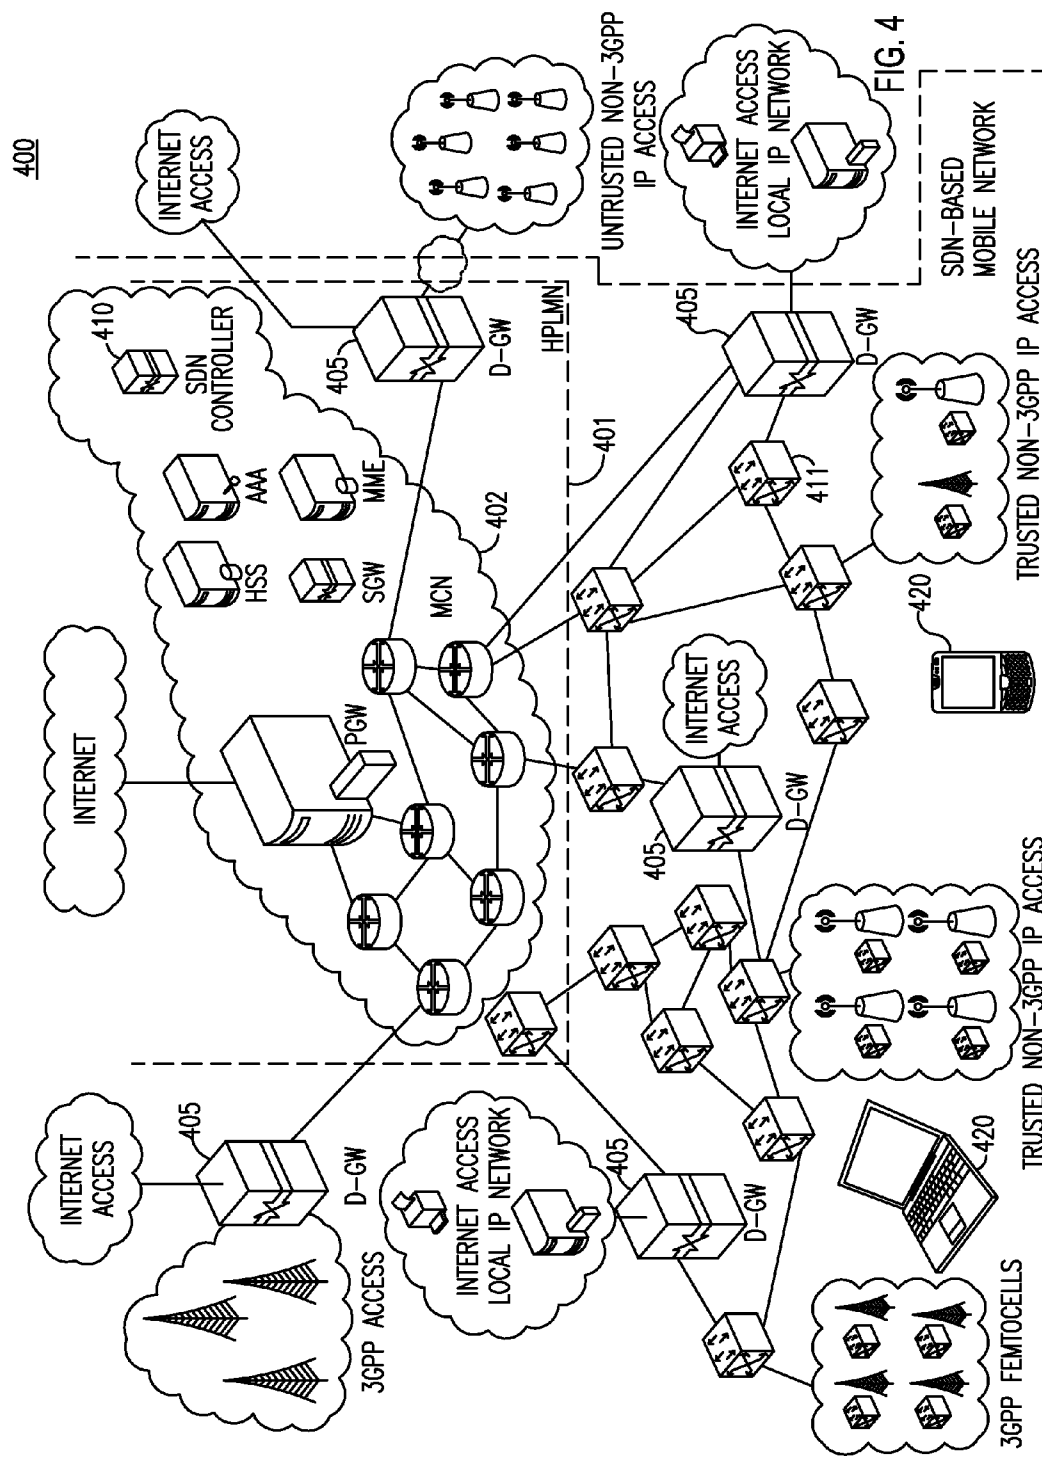 400
INTERNET
ACCESS
UNTRUSTED NON-3GPP
IP ACCESS
INTERNET ACCESS
LOCAL IP NETWORK
FIG. 4
410
SDN
CONTROLLER
405
D-GW
HPLMN
405
D-GW
SDN-BASED
MOBILE NETWORK
AAA
MME
HSS
SGW
402
401
MCN
411
TRUSTED NON-3GPP IP ACCESS
INTERNET
PGW
INTERNET
ACCESS
405
D-GW
420
INTERNET
ACCESS
405
D-GW
3GPP ACCESS
INTERNET ACCESS
LOCAL IP NETWORK
405
D-GW
TRUSTED NON-3GPP IP ACCESS
420
3GPP FEMTOCELLS